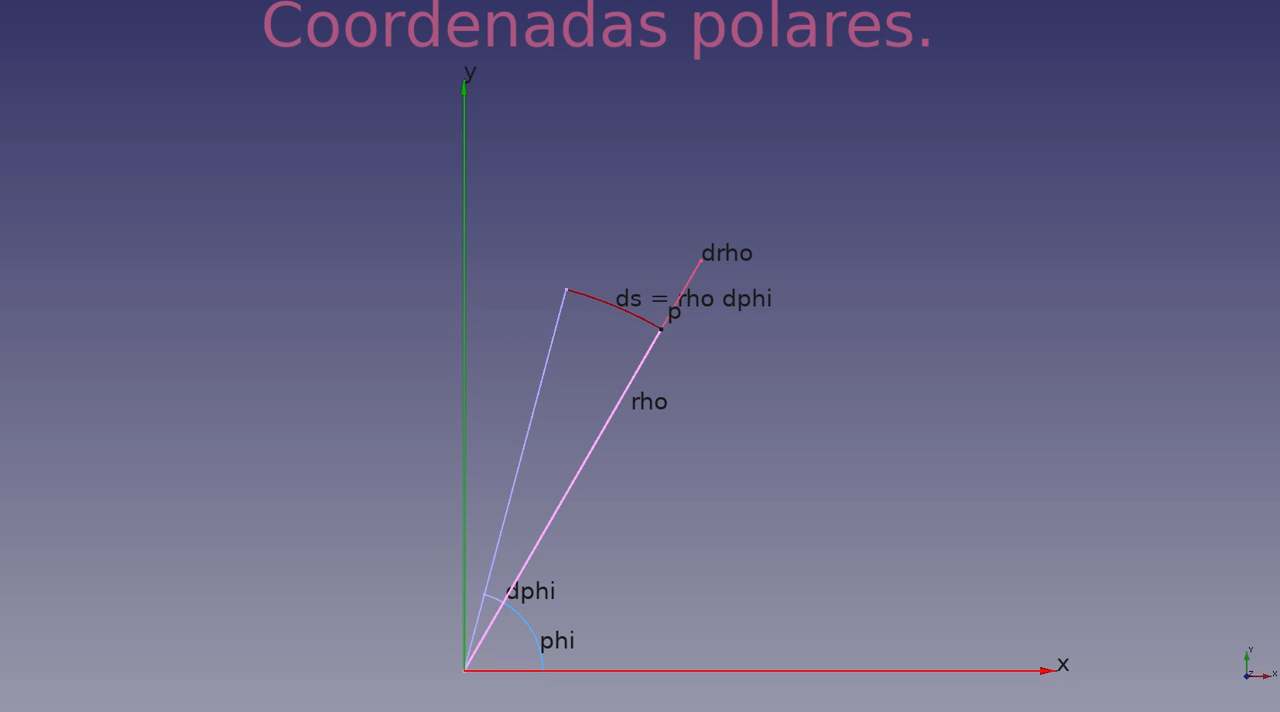 Coordenadas polares.
y
drho
ds = rho dphi
p
rho
dphi
phi
x
Y
Z
X